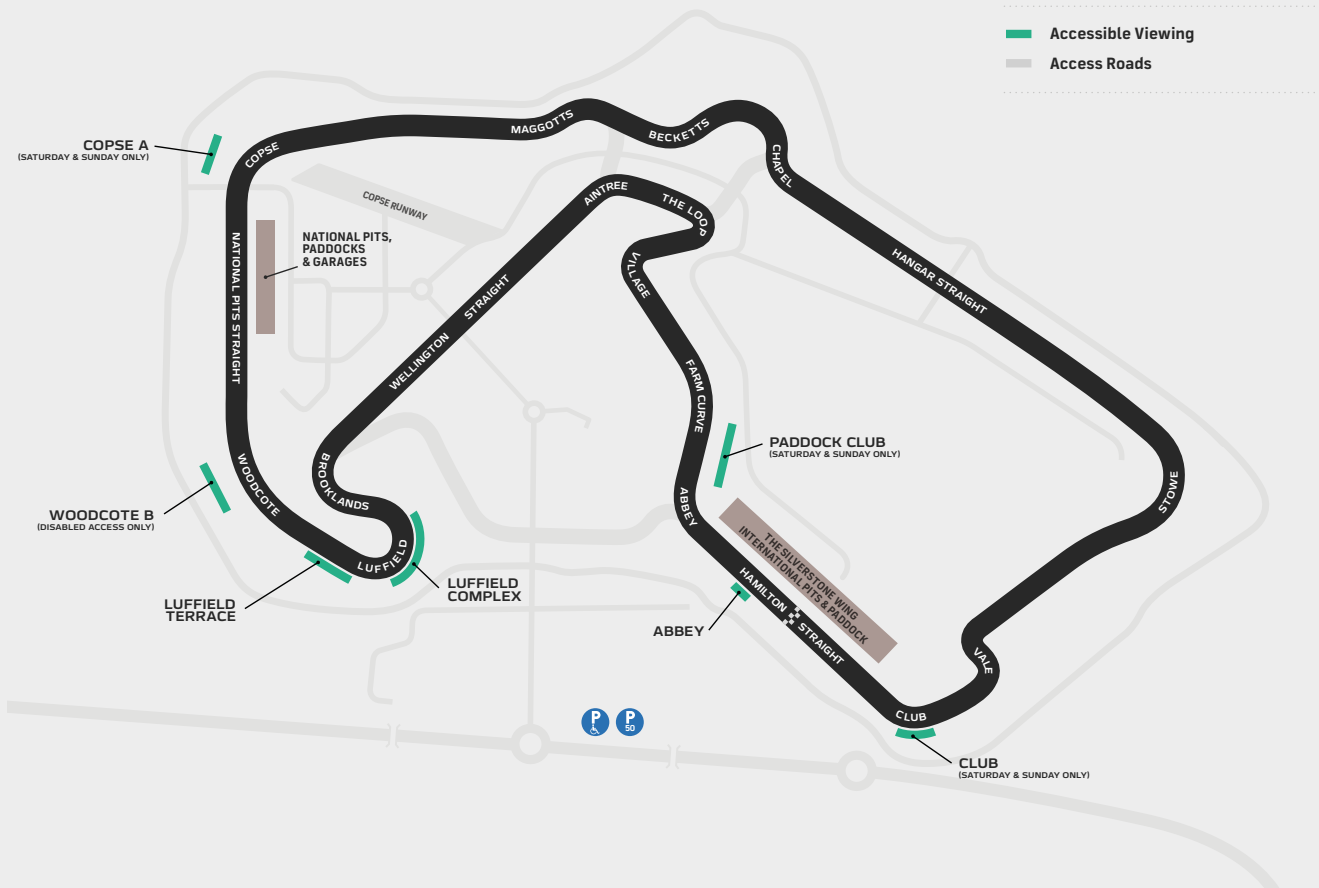 Accessible Viewing
Access Roads
COPSE A
(SATURDAY & SUNDAY ONLY)
COPSE
MAGGOTTS
BECKETTS
CHAPEL
HANGAR STRAIGHT
COPSE RUNWAY
AINTREE
THE LOOP
VILLAGE
NATIONAL PITS STRAIGHT
NATIONAL PITS,
PADDOCKS
& GARAGES
WELLINGTON STRAIGHT
FARM CURVE
PADDOCK CLUB
(SATURDAY & SUNDAY ONLY)
STOWE
WOODCOTE
BROOKLANDS
ABBEY
WOODCOTE B
(DISABLED ACCESS ONLY)
LUFFIELD
LUFFIELD
TERRACE
LUFFIELD
COMPLEX
THE SILVERSTONE WING
INTERNATIONAL PITS & PADDOCK
HAMILTON STRAIGHT
ABBEY
VALE
CLUB
P
P
50
CLUB
(SATURDAY & SUNDAY ONLY)